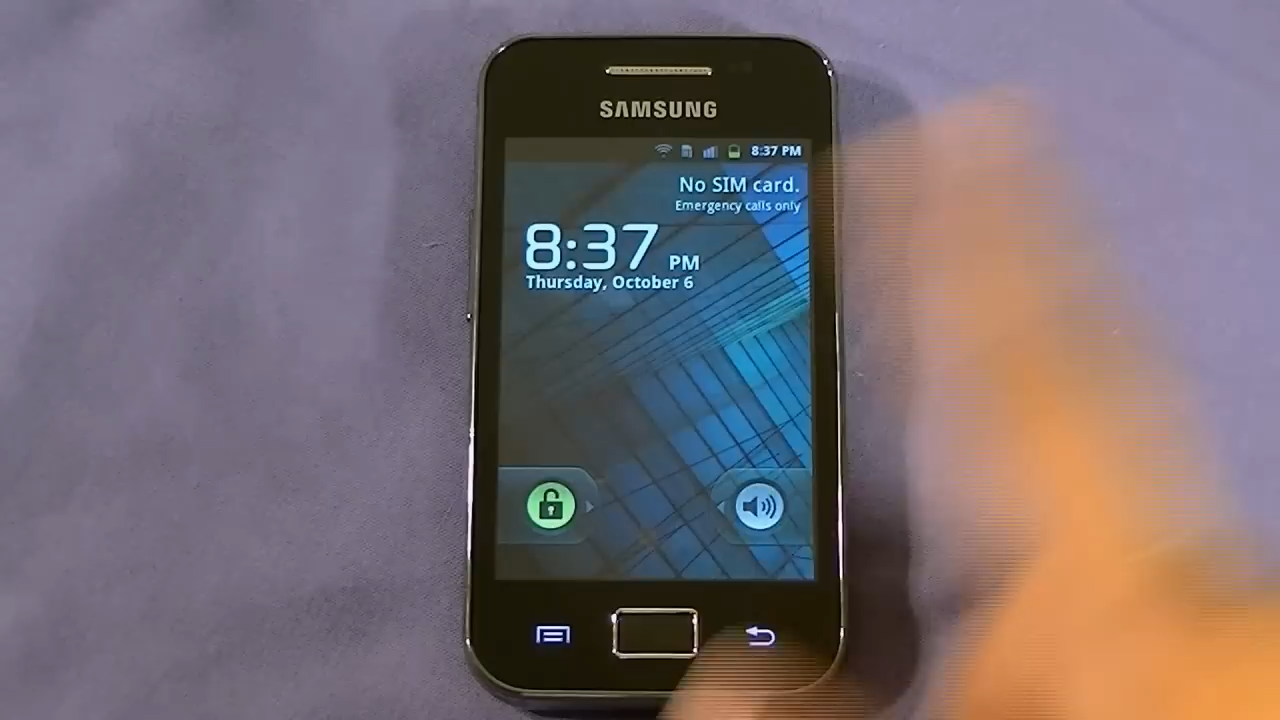 SAMSUNG
8:37 PM
No SIM card.
Emergency calls only
8:37 PM
Thursday, October 6